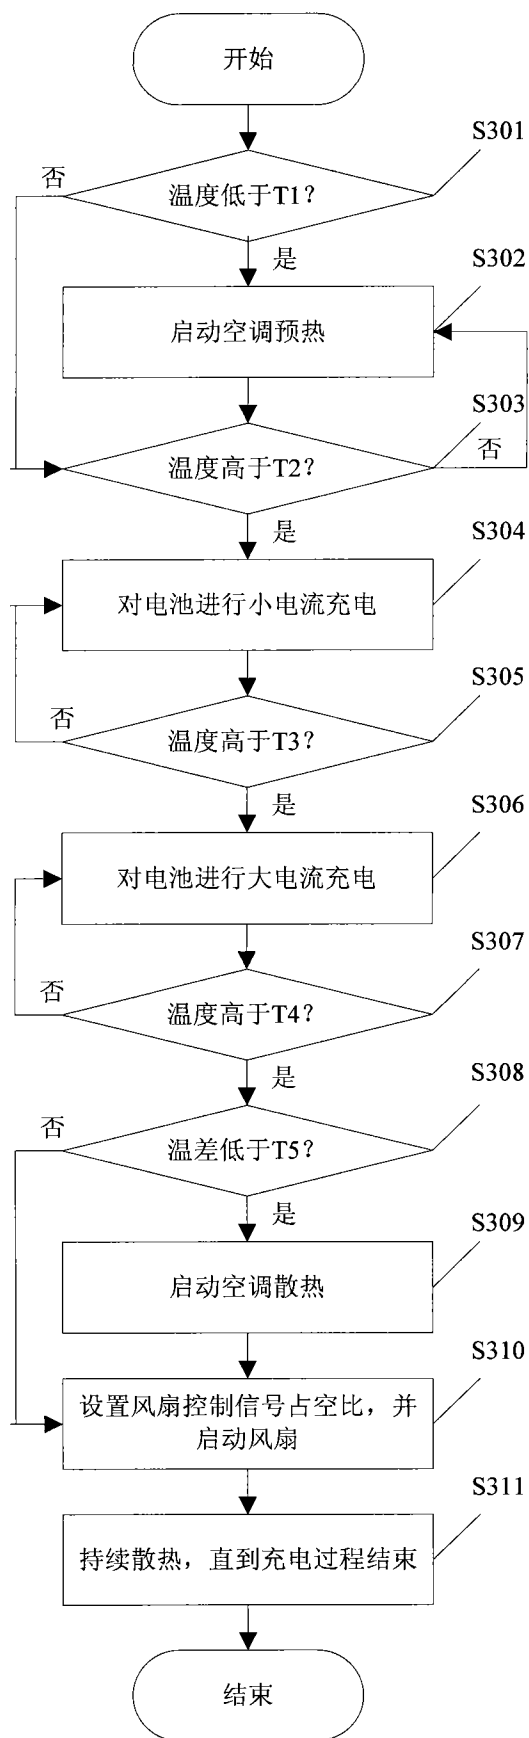 开始
S301
否
温度低于T1？
是
S302
启动空调预热
S303
温度高于T2？
否
是
S304
对电池进行小电流充电
S305
否
温度高于T3？
是
S306
对电池进行大电流充电
S307
否
温度高于T4？
是
S308
否
温差低于T5？
是
S309
启动空调散热
S310
设置风扇控制信号占空比，并
启动风扇
S311
持续散热，直到充电过程结束
结束